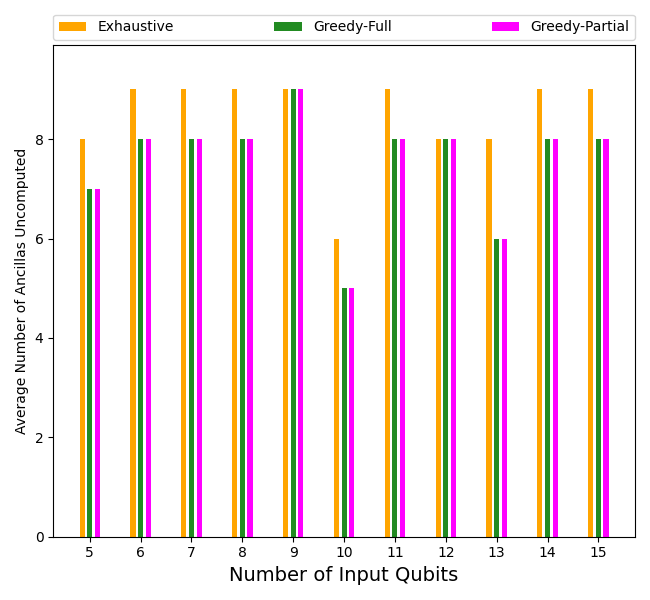 Exhaustive Greedy-Full Greedy-Partial
Average Number of Ancillas Uncomputed
8
6
4
2
0
5 6 7 8 9 10 11 12 13 14 15
Number of Input Qubits